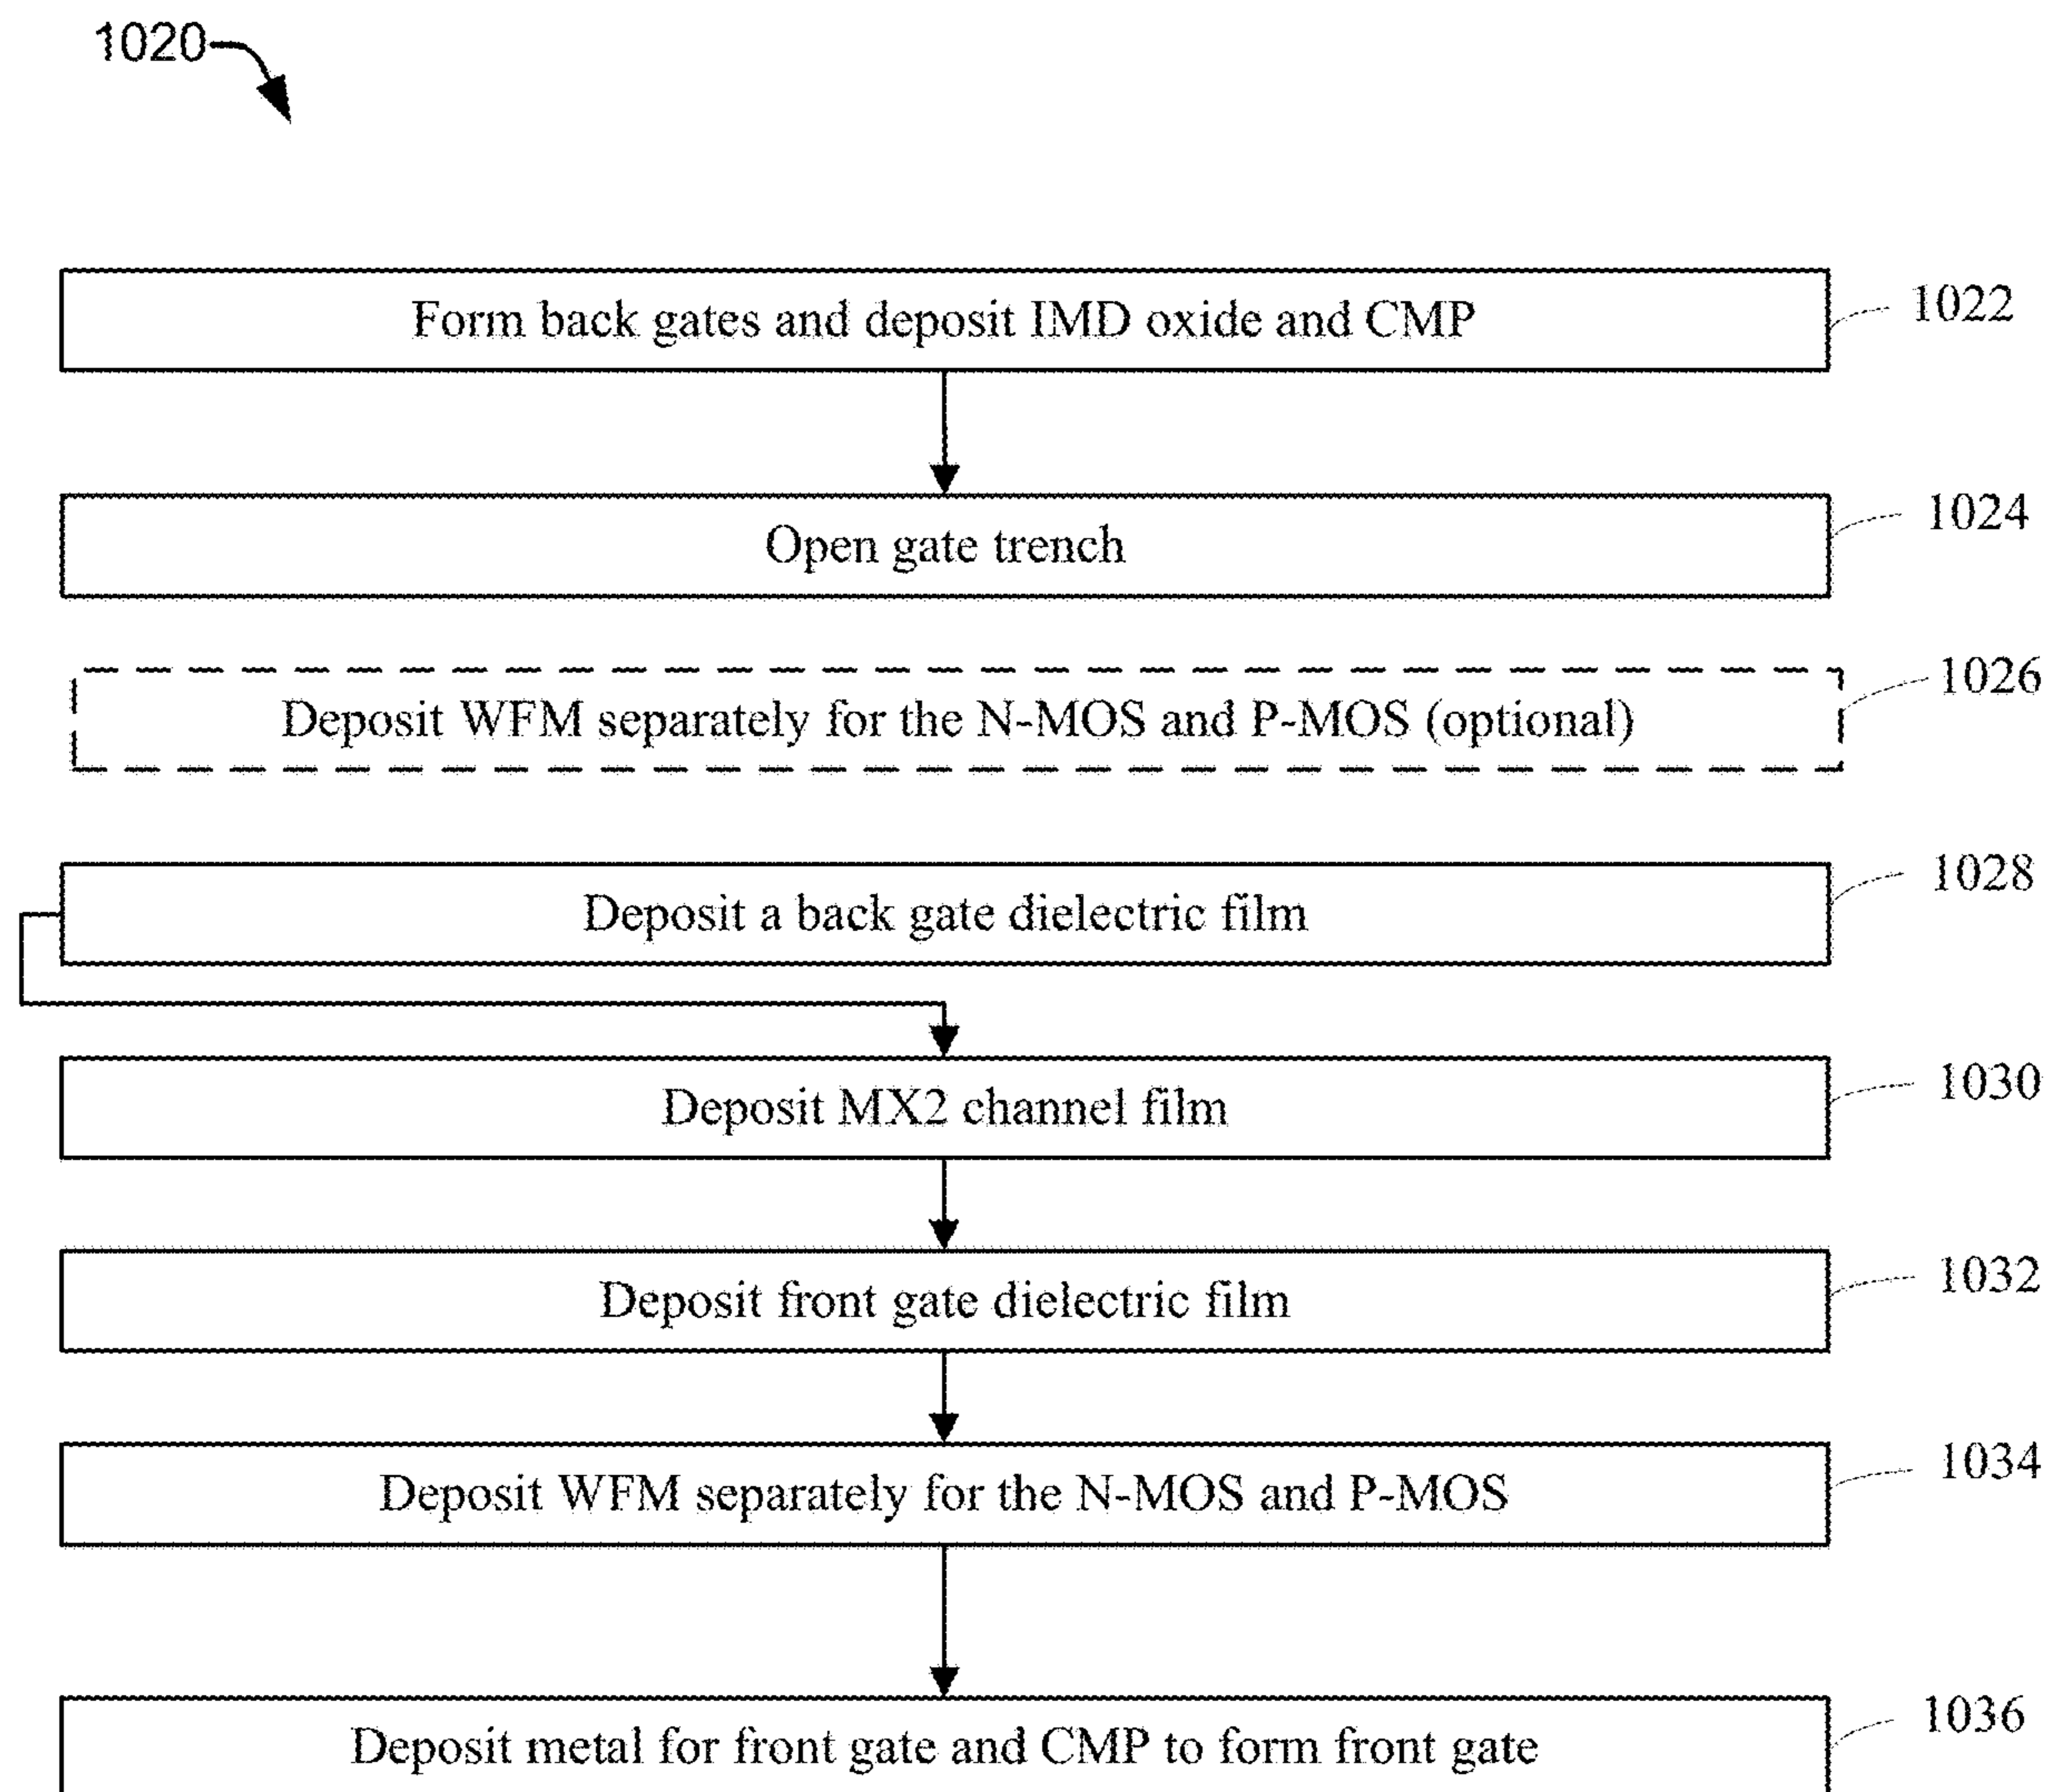 1020
Form back gates and deposit IMD oxide and CMP
1022
Open gate trench
1024
Deposit WFM separately for the N-MOS and P-MOS (optional)
1026
Deposit a back gate dielectric film
1028
Deposit MX2 channel film
1030
Deposit front gate dielectric film
1032
Deposit WFM separately for the N-MOS and P-MOS
1034
Deposit metal for front gate and CMP to form front gate
1036